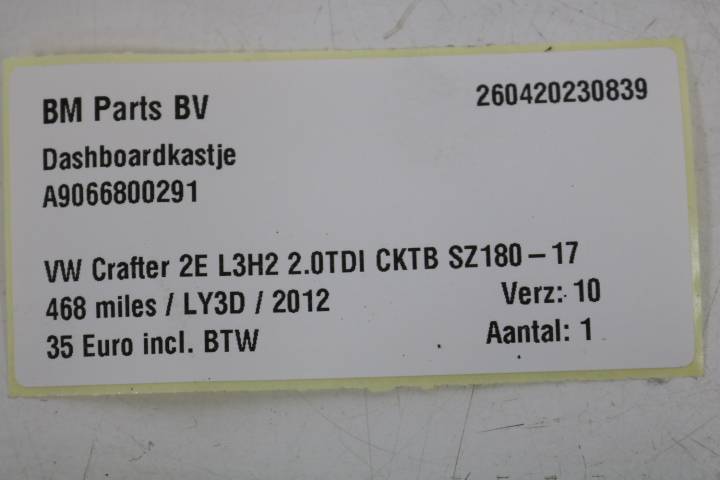 BM Parts BV
260420230839
Dashboardkastje
A9066800291
VW Crafter 2E L3H2 2.0TDI CKTB SZ180-17
468 miles / LY3D / 2012
Verz: 10
35 Euro incl. BTW
Aantal: 1